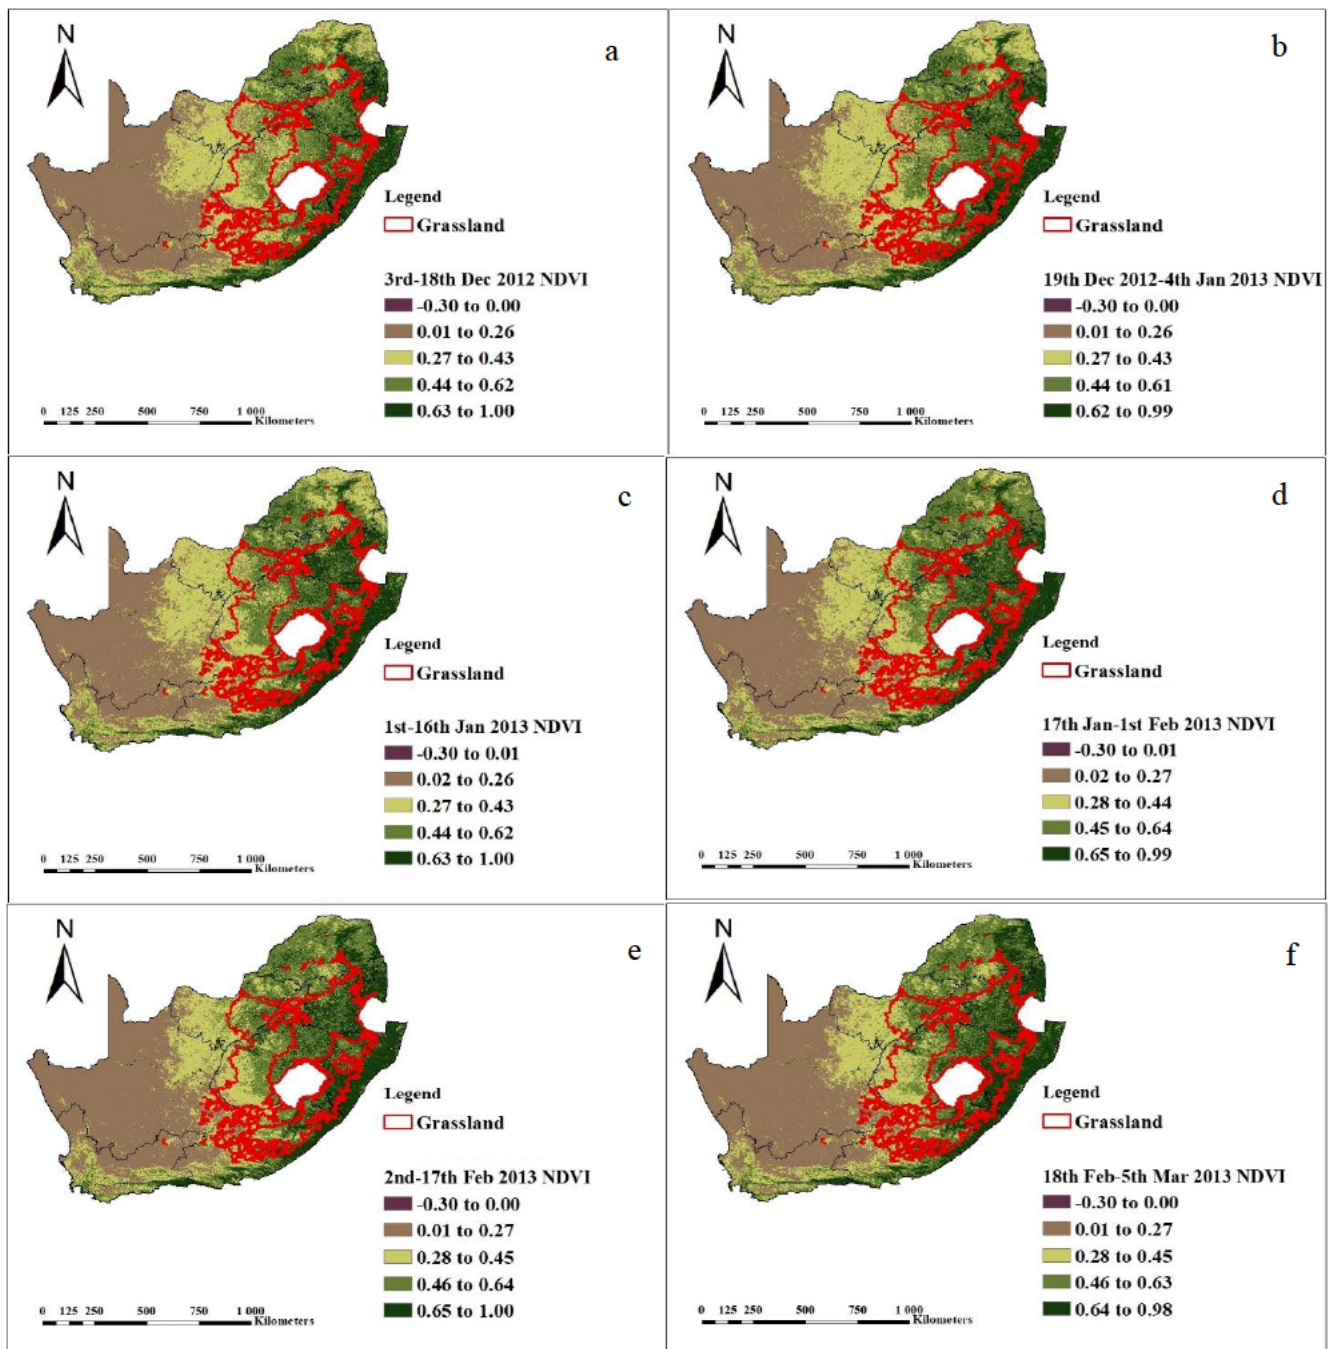 N
a
Legend
Grassland
3rd-18th Dec 2012 NDVI
-0.30 to 0.00
0.01 to 0.26
0.27 to 0.43
0.44 to 0.62
0.63 to 1.00
0 125 250 500 750 1 000
Kilometers
N
b
Legend
Grassland
19th Dec 2012-4th Jan 2013 NDVI
-0.30 to 0.00
0.01 to 0.26
0.27 to 0.43
0.44 to 0.61
0.62 to 0.99
0 125 250 500 750 1 000
Kilometers
N
c
Legend
Grassland
1st-16th Jan 2013 NDVI
-0.30 to 0.01
0.02 to 0.26
0.27 to 0.43
0.44 to 0.62
0.63 to 1.00
0 125 250 500 750 1 000
Kilometers
N
d
Legend
Grassland
17th Jan-1st Feb 2013 NDVI
-0.30 to 0.01
0.02 to 0.27
0.28 to 0.44
0.45 to 0.64
0.65 to 0.99
0 125 250 500 750 1 000
Kilometers
N
e
Legend
Grassland
2nd-17th Feb 2013 NDVI
-0.30 to 0.00
0.01 to 0.27
0.28 to 0.45
0.46 to 0.64
0.65 to 1.00
0 125 250 500 750 1 000
Kilometers
N
f
Legend
Grassland
18th Feb-5th Mar 2013 NDVI
-0.30 to 0.00
0.01 to 0.27
0.28 to 0.45
0.46 to 0.63
0.64 to 0.98
0 125 250 500 750 1 000
Kilometers